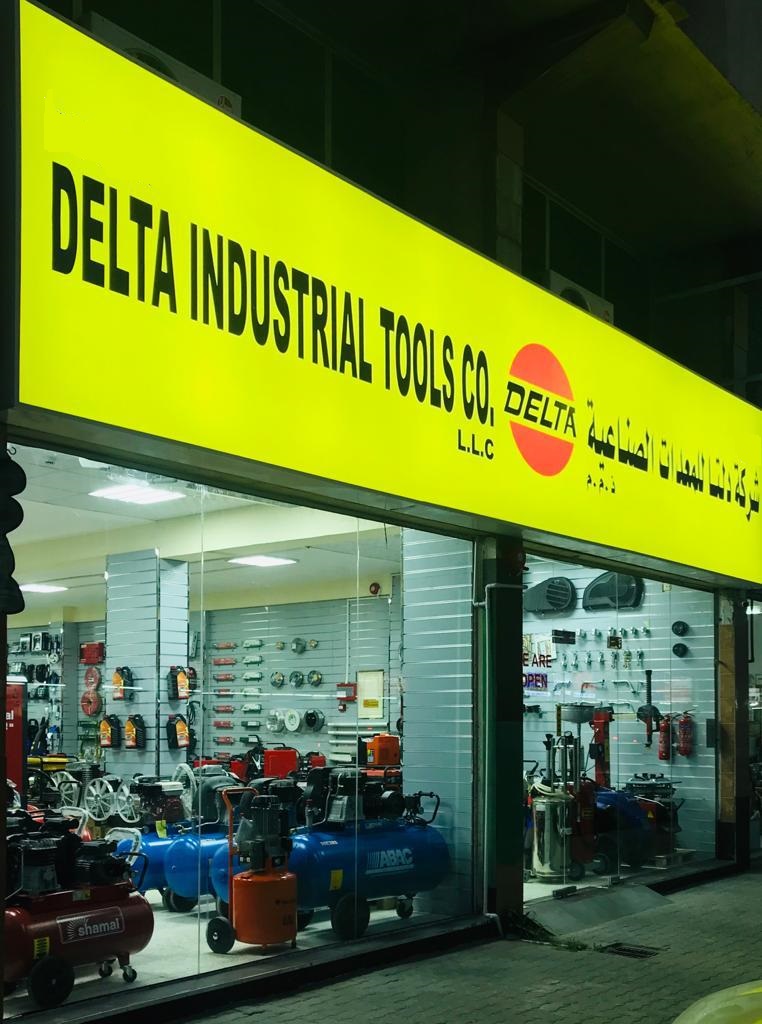 DELTA INDUSTRIAL TOOLS CO.
L.L.C
DELTA
شركة دلتا للمعدات الصناعية
ذ.م.م
WE ARE
OPEN
ABAC
shamal